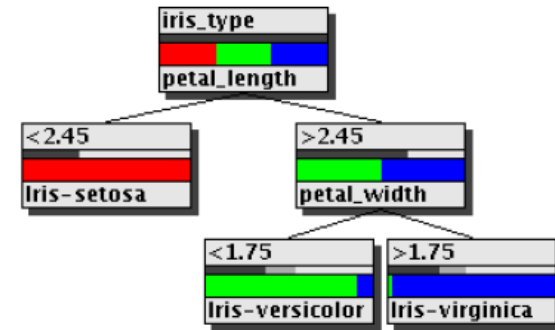 iris_type
petal_length
<2.45
Iris-setosa
>2.45
petal_width
<1.75
Iris-versicolor
>1.75
Iris-virginica